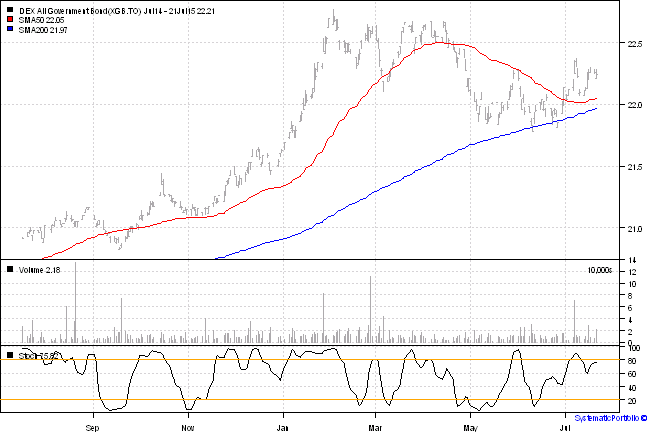 DEX All Government Bond(XGB.TO) Jul14 - 21Jul15 22.21
SMA50 22.05
SMA200 21.97
22.5
22.0
21.5
21.0
14
Volume 2.18
10,000s
12
10
8
6
4
2
0
100
80
60
40
20
Sep
Nov
Jan
Mar
May
Jul
SystematicPortfolio ©